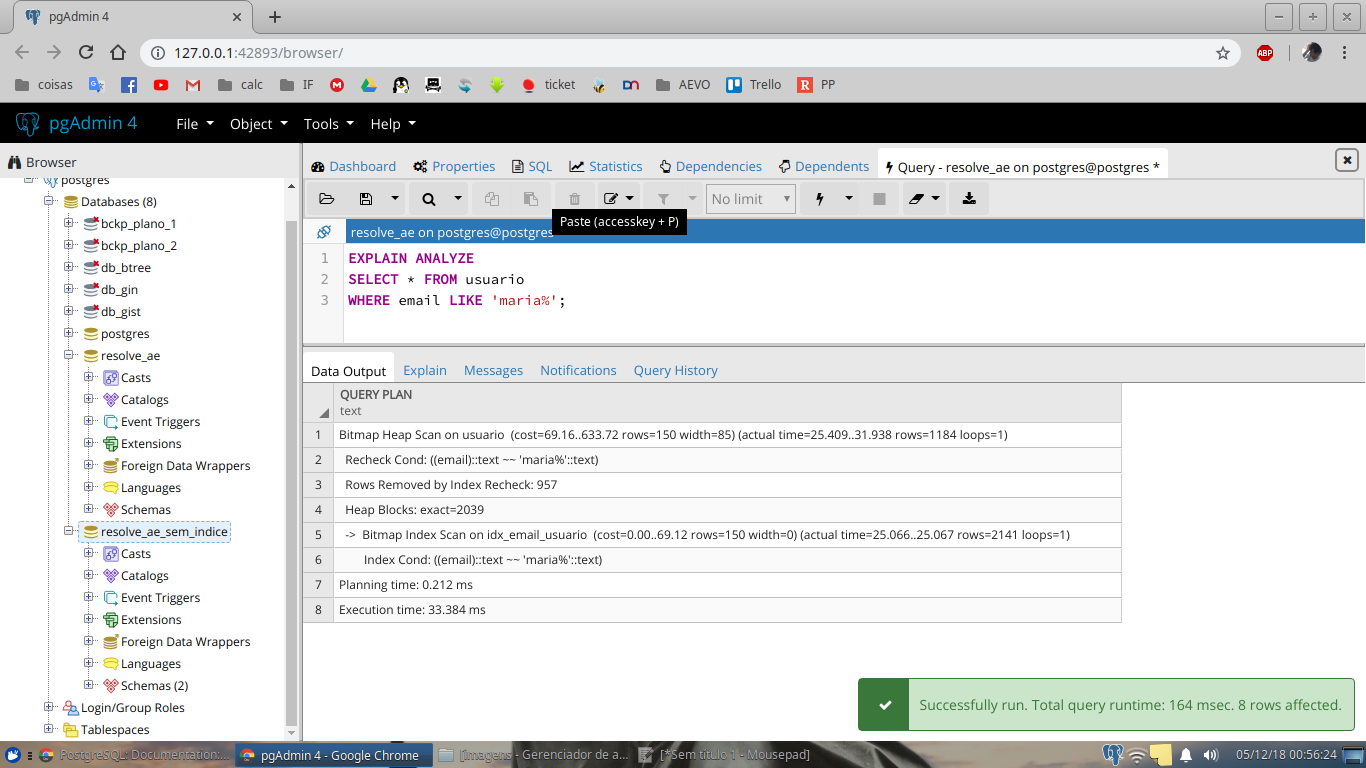 pgAdmin 4
127.0.0.1:42893/browser/
ABP
coisas
calc
IF
ticket
AEVO
Trello
PP
pgAdmin 4
File
Object
Tools
Help
Browser
Dashboard
Properties
SQL
Statistics
Dependencies
Dependents
Query - resolve_ae on postgres@postgres *
No limit
Paste (accesskey + P)
resolve_ae on postgres@postgres
postgres
Databases (8)
bckp_plano_1
bckp_plano_2
db_btree
db_gin
db_gist
postgres
resolve_ae
Casts
Catalogs
Event Triggers
Extensions
Foreign Data Wrappers
Languages
Schemas
resolve_ae_sem_indice
Casts
Catalogs
Event Triggers
Extensions
Foreign Data Wrappers
Languages
Schemas (2)
Login/Group Roles
Tablespaces
1 EXPLAIN ANALYZE
2 SELECT * FROM usuario
3 WHERE email LIKE 'maria%';
Data Output
Explain
Messages
Notifications
Query History
QUERY PLAN
text
1 Bitmap Heap Scan on usuario (cost=69.16..633.72 rows=150 width=85) (actual time=25.409..31.938 rows=1184 loops=1)
2 Recheck Cond: ((email)::text ~~ 'maria%'::text)
3 Rows Removed by Index Recheck: 957
4 Heap Blocks: exact=2039
5 -> Bitmap Index Scan on idx_email_usuario (cost=0.00..69.12 rows=150 width=0) (actual time=25.066..25.067 rows=2141 loops=1)
6 Index Cond: ((email)::text ~~ 'maria%'::text)
7 Planning time: 0.212 ms
8 Execution time: 33.384 ms
Successfully run. Total query runtime: 164 msec. 8 rows affected.
PostgreSQL: Documentation:...
pgAdmin 4 - Google Chrome
[Imagens - Gerenciador de a...
[*Sem título 1 - Mousepad]
05/12/18 00:56:24